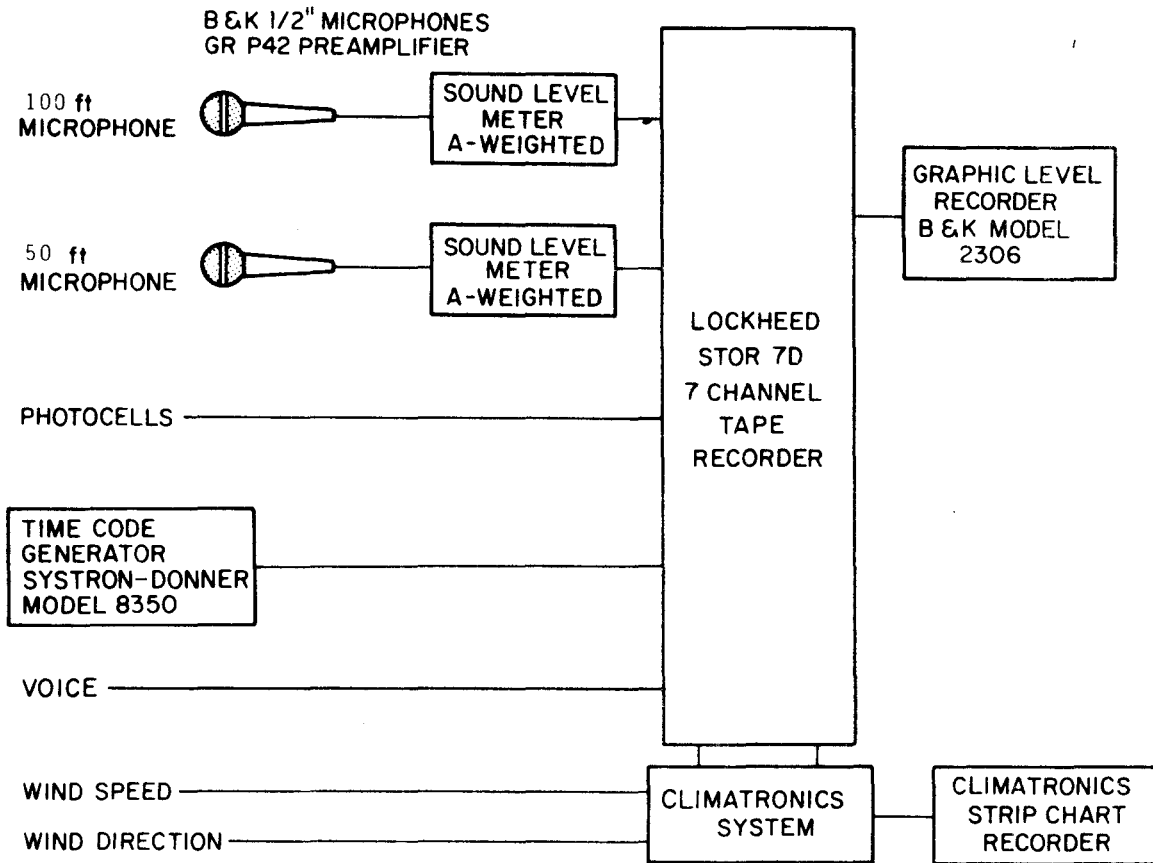 B & K 1/2" MICROPHONES
GR P42 PREAMPLIFIER
100 ft
MICROPHONE
SOUND LEVEL
METER
A-WEIGHTED
50 ft
MICROPHONE
SOUND LEVEL
METER
A-WEIGHTED
GRAPHIC LEVEL
RECORDER
B & K MODEL
2306
LOCKHEED
STOR 7D
7 CHANNEL
TAPE
RECORDER
PHOTOCELLS
TIME CODE
GENERATOR
SYSTRON-DONNER
MODEL 8350
VOICE
WIND SPEED
WIND DIRECTION
CLIMATRONICS
SYSTEM
CLIMATRONICS
STRIP CHART
RECORDER